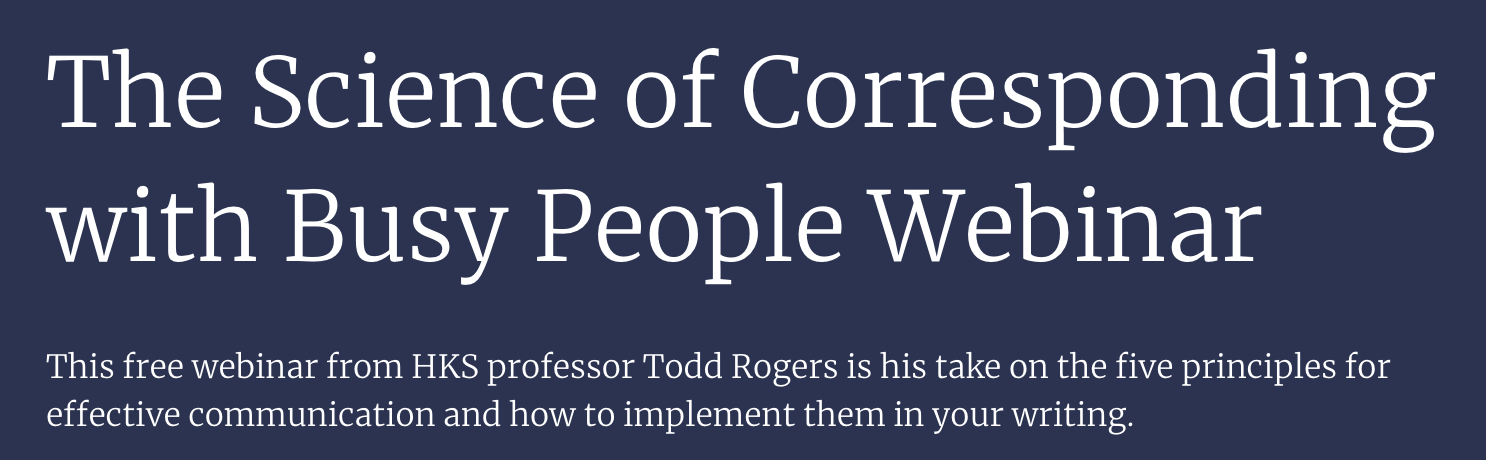 The Science of Corresponding
with Busy People Webinar
This free webinar from HKS professor Todd Rogers is his take on the five principles for
effective communication and how to implement them in your writing.